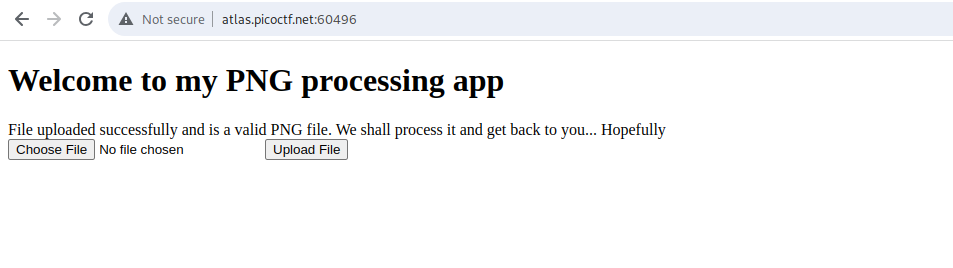 Not secure atlas.picoctf.net:60496
Welcome to my PNG processing app
File uploaded successfully and is a valid PNG file. We shall process it and get back to you... Hopefully
Choose File No file chosen Upload File